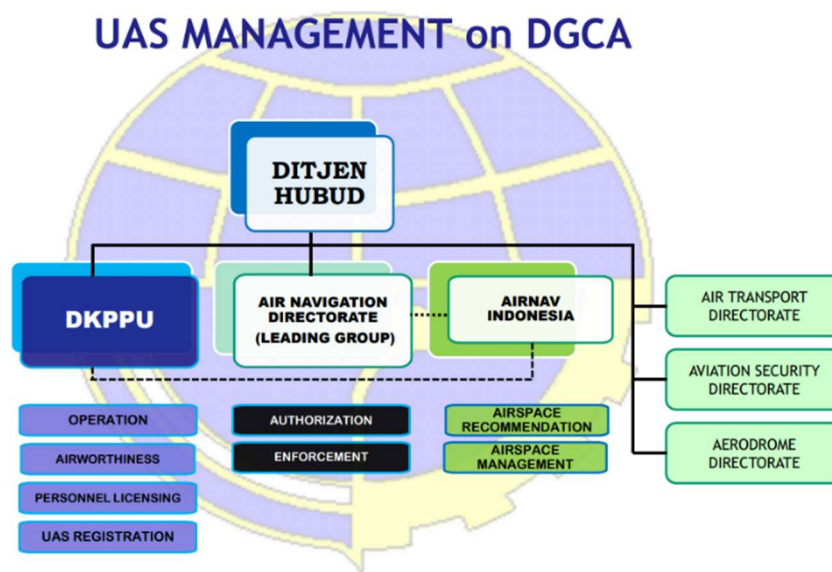 UAS MANAGEMENT on DGCA
DITJEN
HUBUD
DKPPU
AIR NAVIGATION
DIRECTORATE
(LEADING GROUP)
AIRNAV
INDONESIA
AIR TRANSPORT
DIRECTORATE
AVIATION SECURITY
DIRECTORATE
AERODROME
DIRECTORATE
OPERATION
AIRWORTHINESS
PERSONNEL LICENSING
UAS REGISTRATION
AUTHORIZATION
ENFORCEMENT
AIRSPACE
RECOMMENDATION
AIRSPACE
MANAGEMENT